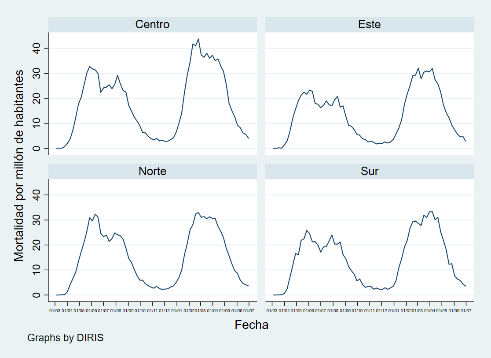 Centro
Este
Mortalidad por millón de habitantes
40
30
20
10
0
Norte
Sur
40
30
20
10
0
Fecha
Graphs by DIRIS